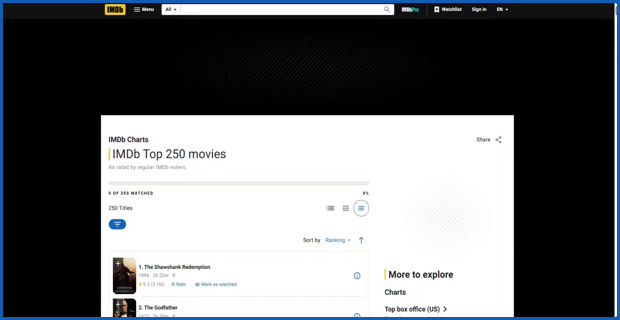 IMDb Menu All IMDbPro Watchlist Sign In EN
IMDb Charts Share
IMDb Top 250 movies
As rated by regular IMDb voters.
0 OF 250 WATCHED 0%
250 Titles
Sort by Ranking
1. The Shawshank Redemption
1994 2h 22m R
9.3 (3.1M) Rate Mark as watched
More to explore
Charts
2. The Godfather
Top box office (US)